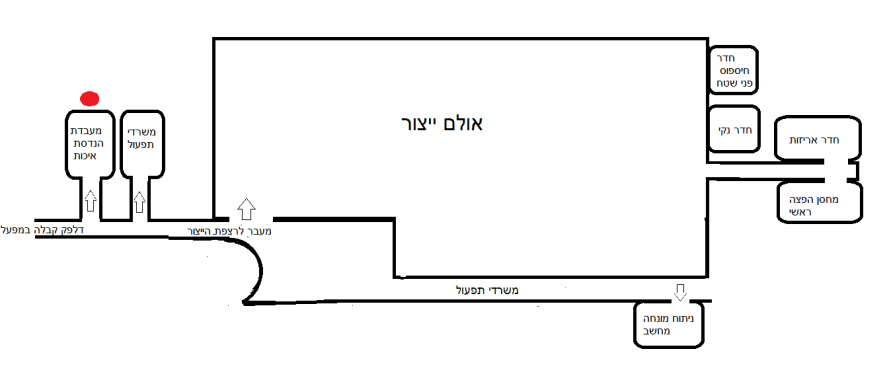 חדר
חיספוס
פני שטח
אולם ייצור
חדר נקי
מעבדת
הנדסת
איכות
משרדי
תפעול
חדר אריזות
מחסן הפצה
ראשי
דלפק קבלה במפעל
מעבר לרצפת הייצור
משרדי תפעול
ניתוח מונחה
מחשב